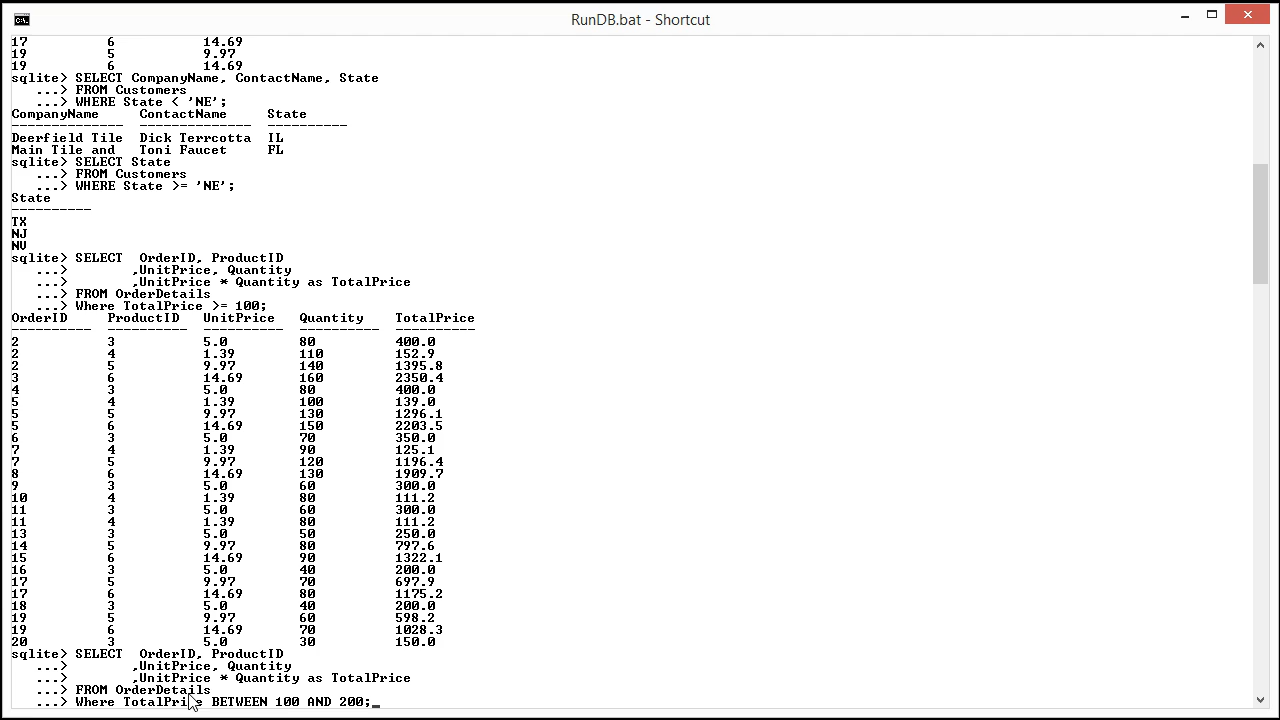 RunDB.bat - Shortcut
17 6 14.69
19 5 9.97
19 6 14.69
sqlite> SELECT CompanyName, ContactName, State
...> FROM Customers
...> WHERE State < 'NE';
CompanyName ContactName State
-------------- -------------- ----------
Deerfield Tile Dick Terrcotta IL
Main Tile and Toni Faucet FL
sqlite> SELECT State
...> FROM Customers
...> WHERE State >= 'NE';
State
----------
TX
NJ
NV
sqlite> SELECT OrderID, ProductID
...> ,UnitPrice, Quantity
...> ,UnitPrice * Quantity as TotalPrice
...> FROM OrderDetails
...> Where TotalPrice >= 100;
OrderID ProductID UnitPrice Quantity TotalPrice
---------- ---------- ---------- ---------- ----------
2 3 5.0 80 400.0
2 4 1.39 110 152.9
2 5 9.97 140 1395.8
3 6 14.69 160 2350.4
4 3 5.0 80 400.0
5 4 1.39 100 139.0
5 5 9.97 130 1296.1
5 6 14.69 150 2203.5
6 3 5.0 70 350.0
7 4 1.39 90 125.1
7 5 9.97 120 1196.4
8 6 14.69 130 1909.7
9 3 5.0 60 300.0
10 4 1.39 80 111.2
11 3 5.0 60 300.0
11 4 1.39 80 111.2
13 3 5.0 50 250.0
14 5 9.97 80 797.6
15 6 14.69 90 1322.1
16 3 5.0 40 200.0
17 5 9.97 70 697.9
17 6 14.69 80 1175.2
18 3 5.0 40 200.0
19 5 9.97 60 598.2
19 6 14.69 70 1028.3
20 3 5.0 30 150.0
sqlite> SELECT OrderID, ProductID
...> ,UnitPrice, Quantity
...> ,UnitPrice * Quantity as TotalPrice
...> FROM OrderDetails
...> Where TotalPrice BETWEEN 100 AND 200;